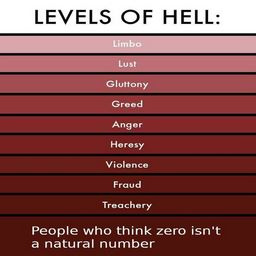 LEVELS OF HELL:
Limbo
Lust
Gluttony
Greed
Anger
Heresy
Violence
Fraud
Treachery
People who think zero isn't
a natural number